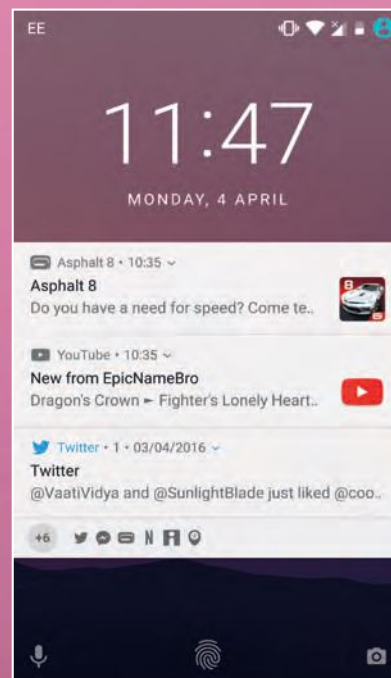 EE
11:47
MONDAY, 4 APRIL
Asphalt 8 • 10:35
Asphalt 8
Do you have a need for speed? Come te..
8
YouTube • 10:35
New from EpicNameBro
Dragon's Crown ► Fighter's Lonely Heart..
Twitter • 1 • 03/04/2016
Twitter
@VaatiVidya and @SunlightBlade just liked @coo..
+6
N